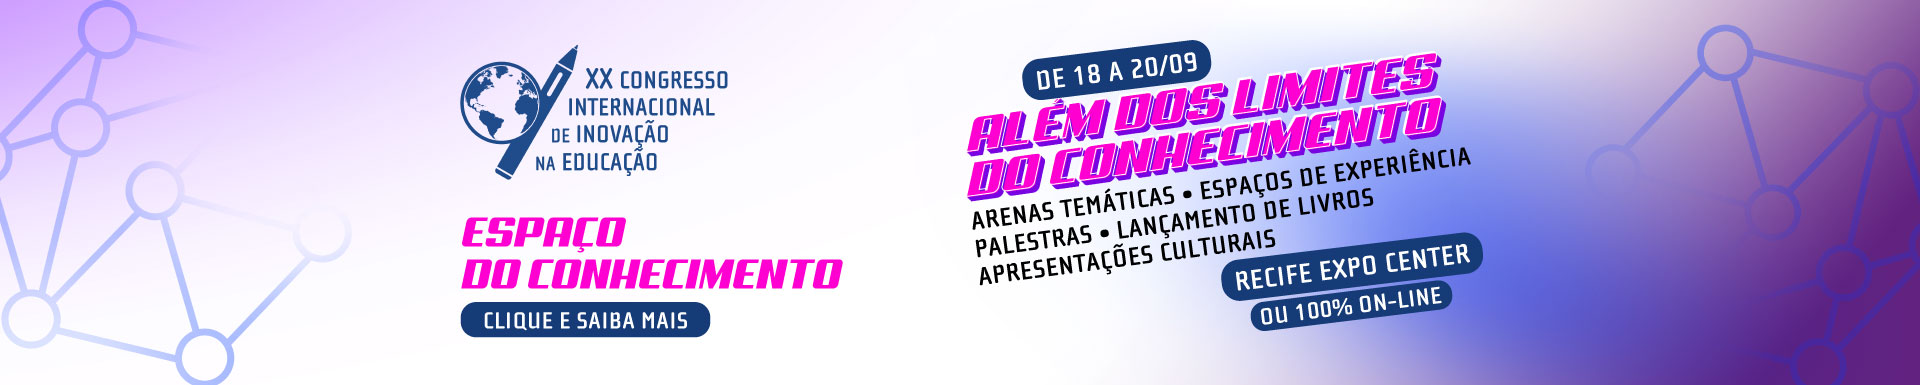 XX CONGRESSO
INTERNACIONAL
DE INOVAÇÃO
NA EDUCAÇÃO
ESPAÇO
DO CONHECIMENTO
CLIQUE E SAIBA MAIS
DE 18 A 20/09
ALÉM DOS LIMITES
DO CONHECIMENTO
ARENAS TEMÁTICAS • ESPAÇOS DE EXPERIÊNCIA
PALESTRAS • LANÇAMENTO DE LIVROS
APRESENTAÇÕES CULTURAIS
RECIFE EXPO CENTER
OU 100% ON-LINE